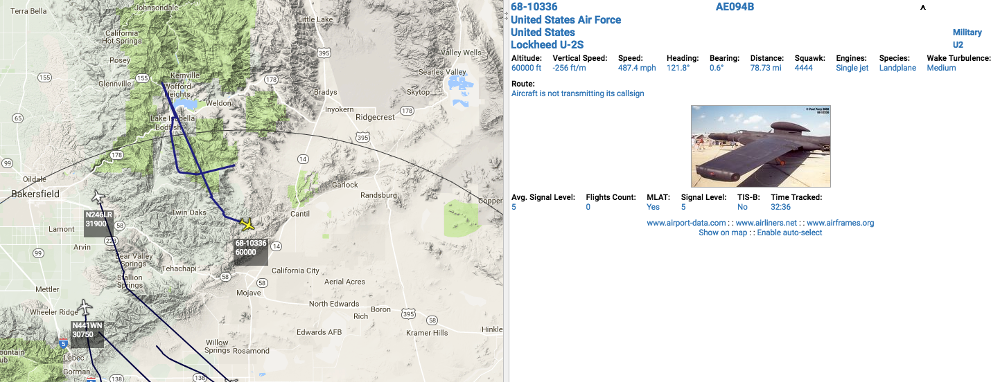 Terra Bella
Johnsondale
Little Lake
California
Hot Springs
395
Valley Wells
Posey
155
155
Kernville
Searles Valley
Glennville
Wofford
Heights
178
Bradys
Skytop
Weldon
Inyokern
178
65
Ridgecrest
Lake Isabella
Bodfish
395
178
99
14
Oildale
Garlock
Bakersfield
Randsburg
Copper
N246LR
31900
Twin Oaks
Cantil
Lamont
58
223
68-10336
60000
14
Arvin
99
Bear Valley
Springs
Tehachapi
California City
Stallion
Springs
58
58
Aerial Acres
Mettler
Mojave
North Edwards
Boron
Wheeler Ridge
Rich
395
58
N441WN
30750
Edwards AFB
Kramer Hills
Hinkle
5
Willow
Springs
Rosamond
ountain
ub
Lebec
Gorman
138
138
68-10336 AE094B
United States Air Force
United States Military
Lockheed U-2S U2
Altitude: Vertical Speed: Speed: Heading: Bearing: Distance: Squawk: Engines: Species: Wake Turbulence:
60000 ft -256 ft/m 487.4 mph 121.8° 0.6° 78.73 mi 4444 Single jet Landplane Medium
Route:
Aircraft is not transmitting its callsign
Avg. Signal Level: Flights Count: MLAT: Signal Level: TIS-B: Time Tracked:
5 0 Yes 5 No 32:36
www.airport-data.com : : www.airliners.net : : www.airframes.org
Show on map : : Enable auto-select